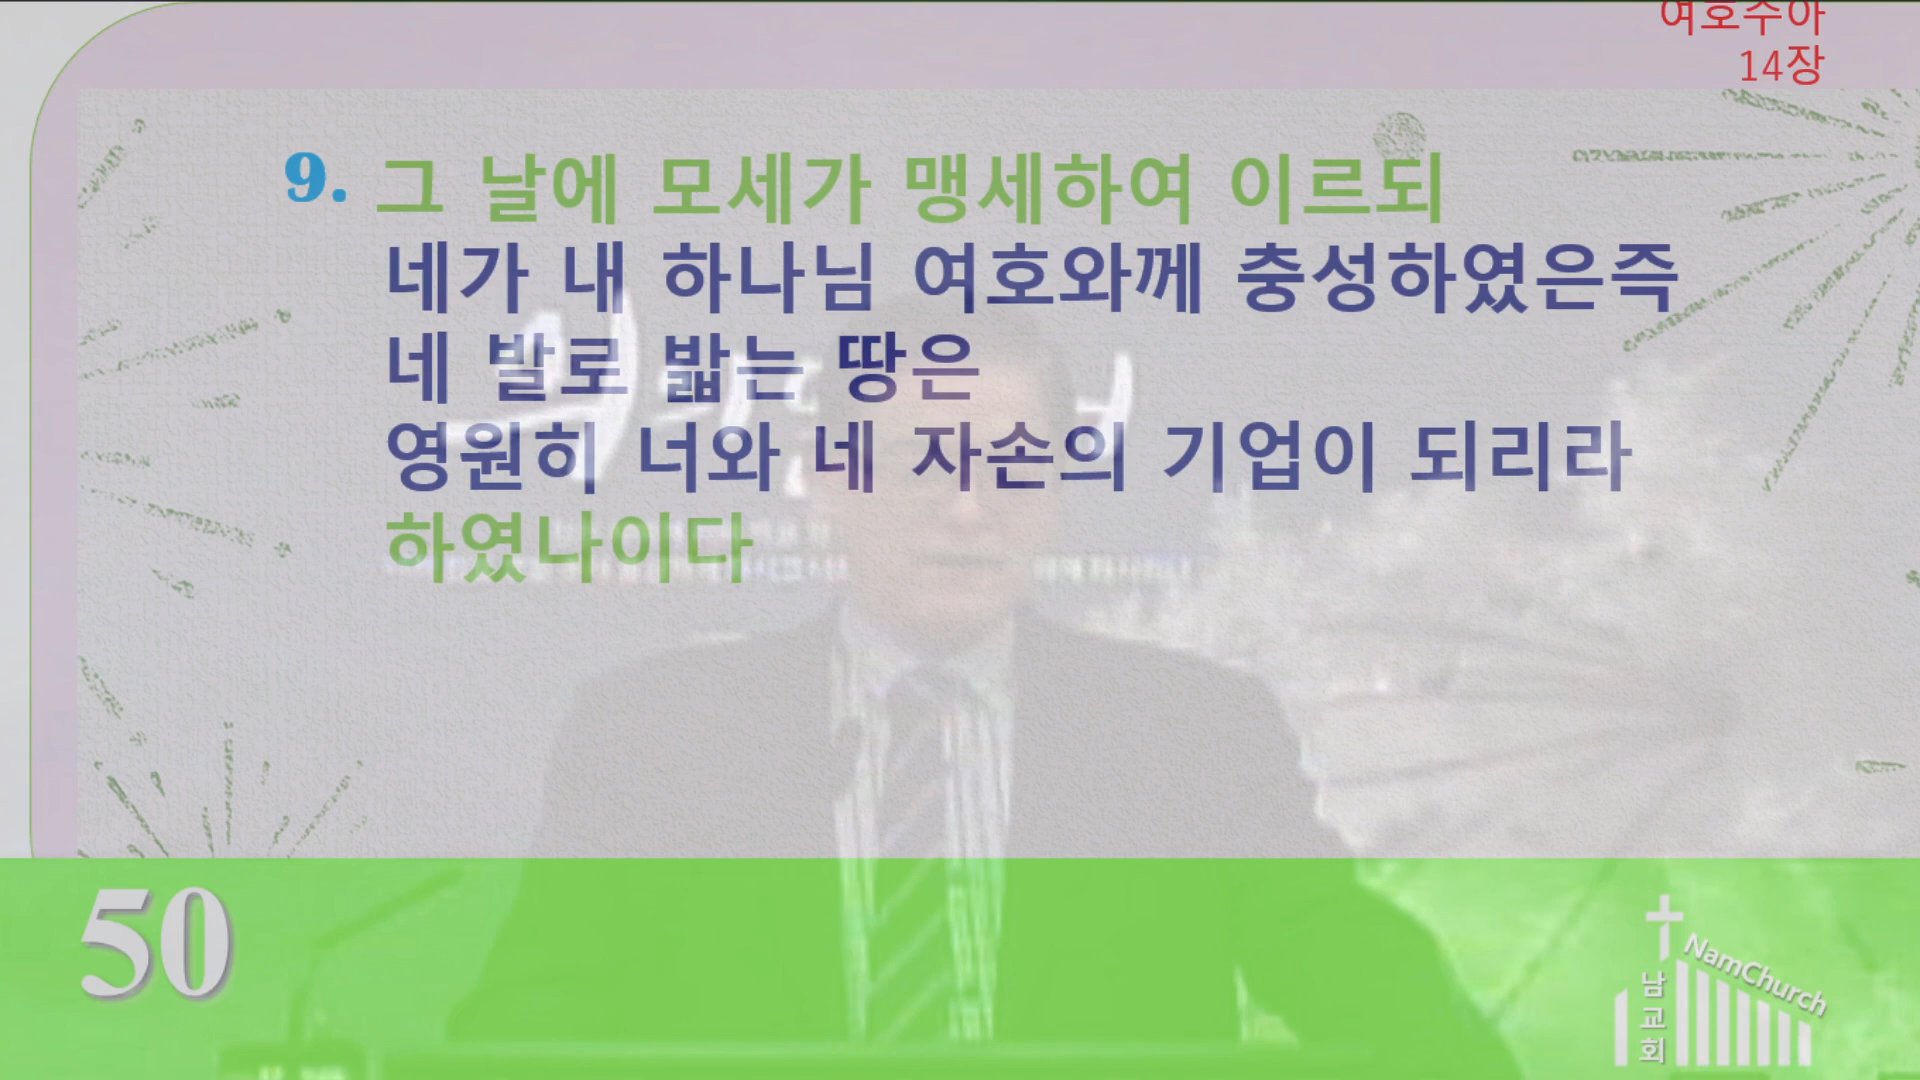 여호수아
14장
9. 그 날에 모세가 맹세하여 이르되
네가 내 하나님 여호와께 충성하였은즉
네 발로 밟는 땅은
영원히 너와 네 자손의 기업이 되리라
하였나이다
50
NamChurch
남교회